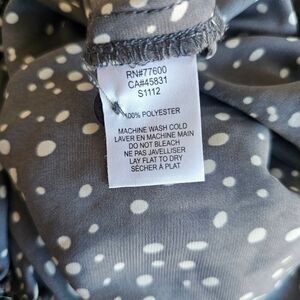 RN#77600
CA#45831
S1112
100% POLYESTER
MACHINE WASH COLD
LAVER EN MACHINE MAIN
DO NOT BLEACH
NE PAS JAVELLISER
LAY FLAT TO DRY
SÉCHER À PLAT